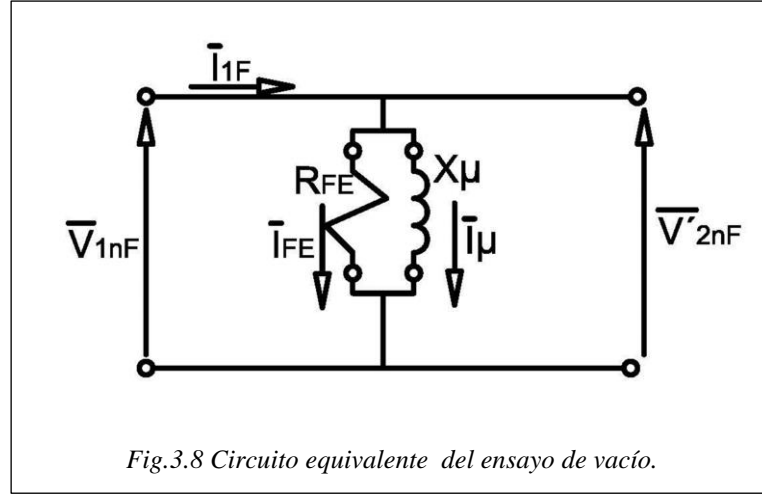 Ī1F
RFE
Xμ
V̅1nF
ĪFE
Īμ
V̅´2nF
Fig.3.8 Circuito equivalente del ensayo de vacío.